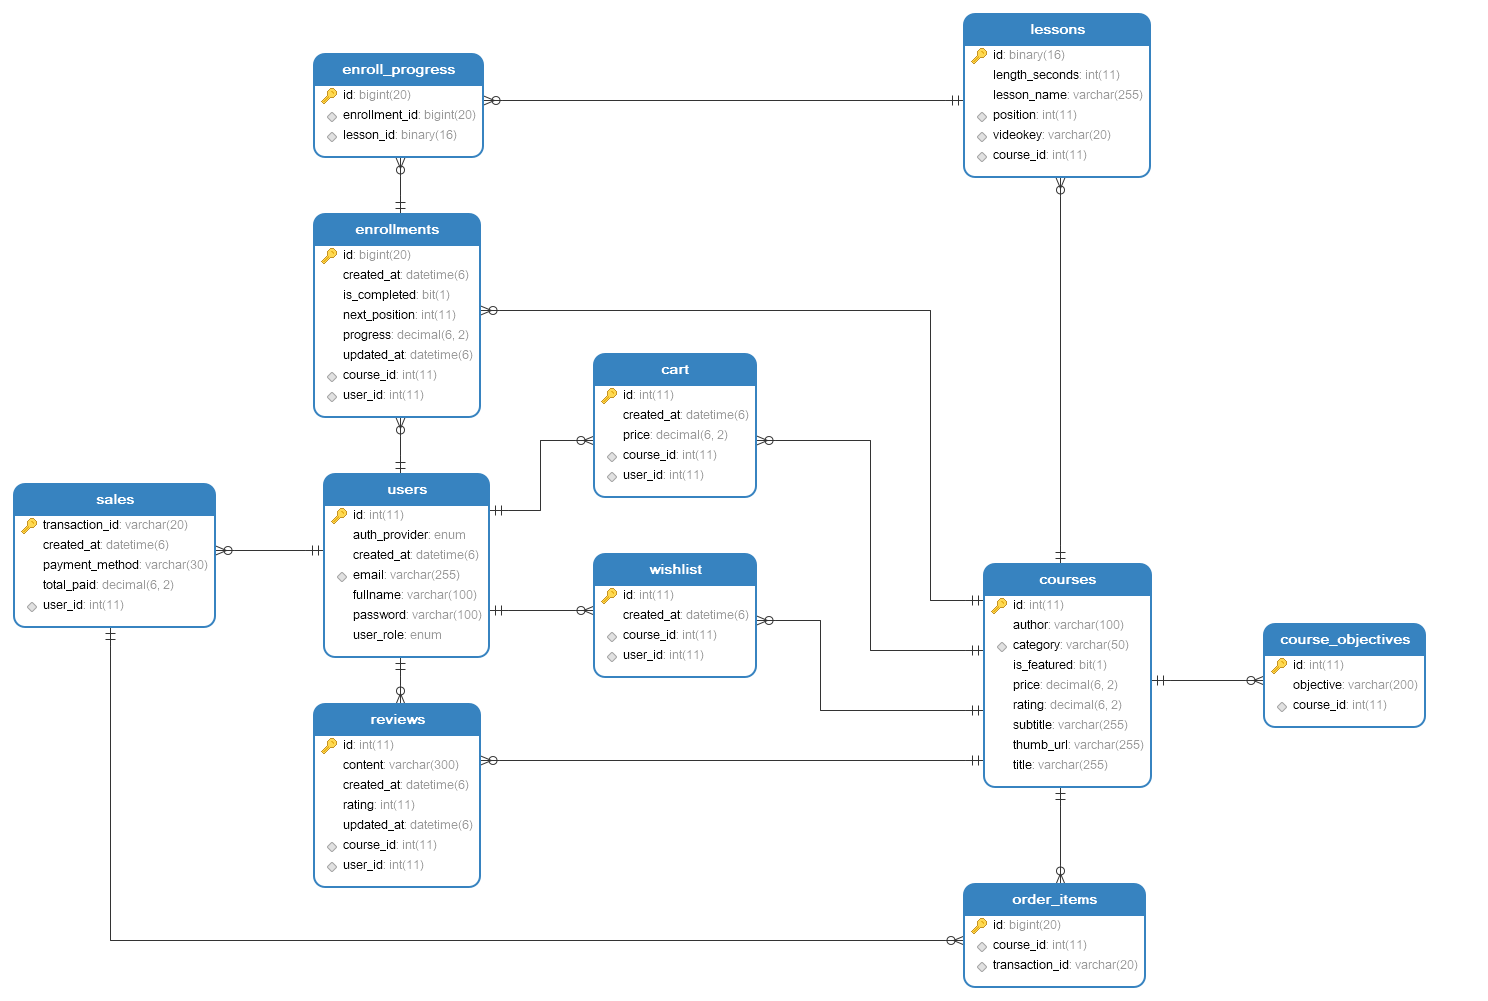 lessons
id: binary(16)
length_seconds: int(11)
lesson_name: varchar(255)
position: int(11)
videokey: varchar(20)
course_id: int(11)
enroll_progress
id: bigint(20)
enrollment_id: bigint(20)
lesson_id: binary(16)
enrollments
id: bigint(20)
created_at: datetime(6)
is_completed: bit(1)
next_position: int(11)
progress: decimal(6, 2)
updated_at: datetime(6)
course_id: int(11)
user_id: int(11)
cart
id: int(11)
created_at: datetime(6)
price: decimal(6, 2)
course_id: int(11)
user_id: int(11)
users
id: int(11)
auth_provider: enum
created_at: datetime(6)
email: varchar(255)
fullname: varchar(100)
password: varchar(100)
user_role: enum
sales
transaction_id: varchar(20)
created_at: datetime(6)
payment_method: varchar(30)
total_paid: decimal(6, 2)
user_id: int(11)
wishlist
id: int(11)
created_at: datetime(6)
course_id: int(11)
user_id: int(11)
courses
id: int(11)
author: varchar(100)
category: varchar(50)
is_featured: bit(1)
price: decimal(6, 2)
rating: decimal(6, 2)
subtitle: varchar(255)
thumb_url: varchar(255)
title: varchar(255)
course_objectives
id: int(11)
objective: varchar(200)
course_id: int(11)
reviews
id: int(11)
content: varchar(300)
created_at: datetime(6)
rating: int(11)
updated_at: datetime(6)
course_id: int(11)
user_id: int(11)
order_items
id: bigint(20)
course_id: int(11)
transaction_id: varchar(20)